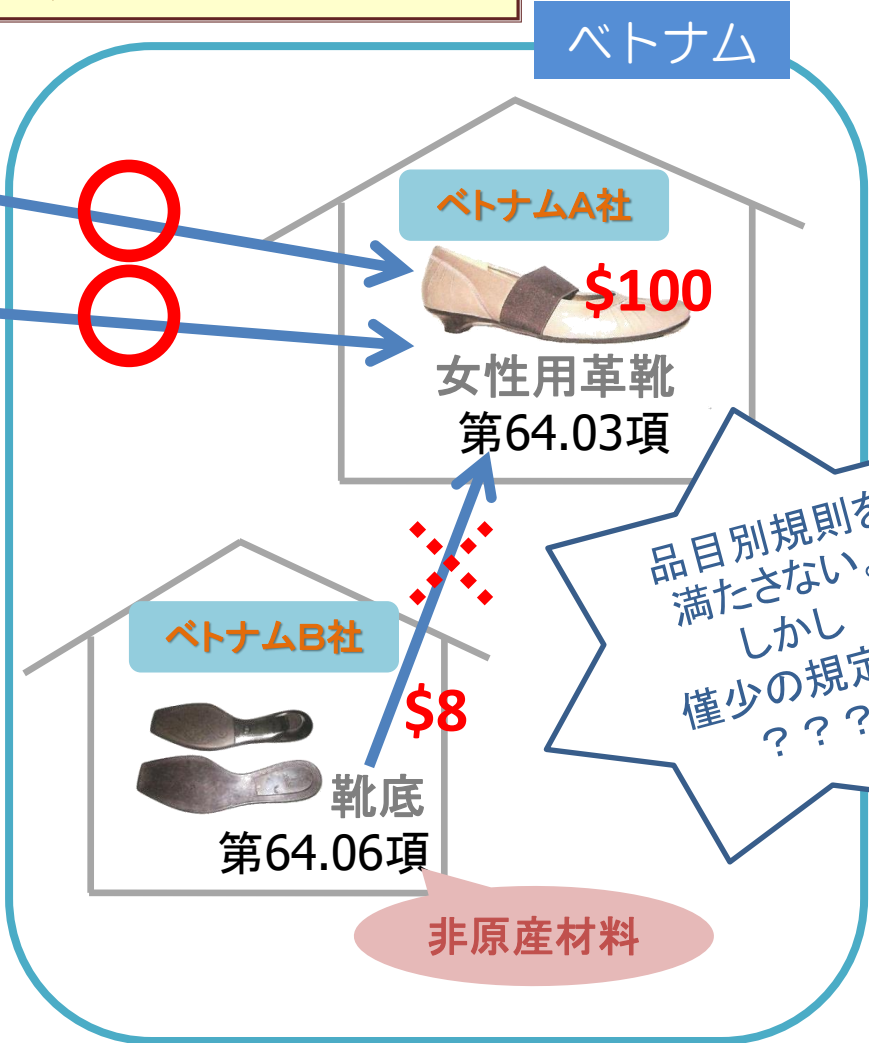 ベトナム
ベトナムA社
$100
女性用革靴
第64.03項
品目別規則を
満たさない。
しかし
僅少の規定
？？？
ベトナムB社
$8
靴底
第64.06項
非原産材料